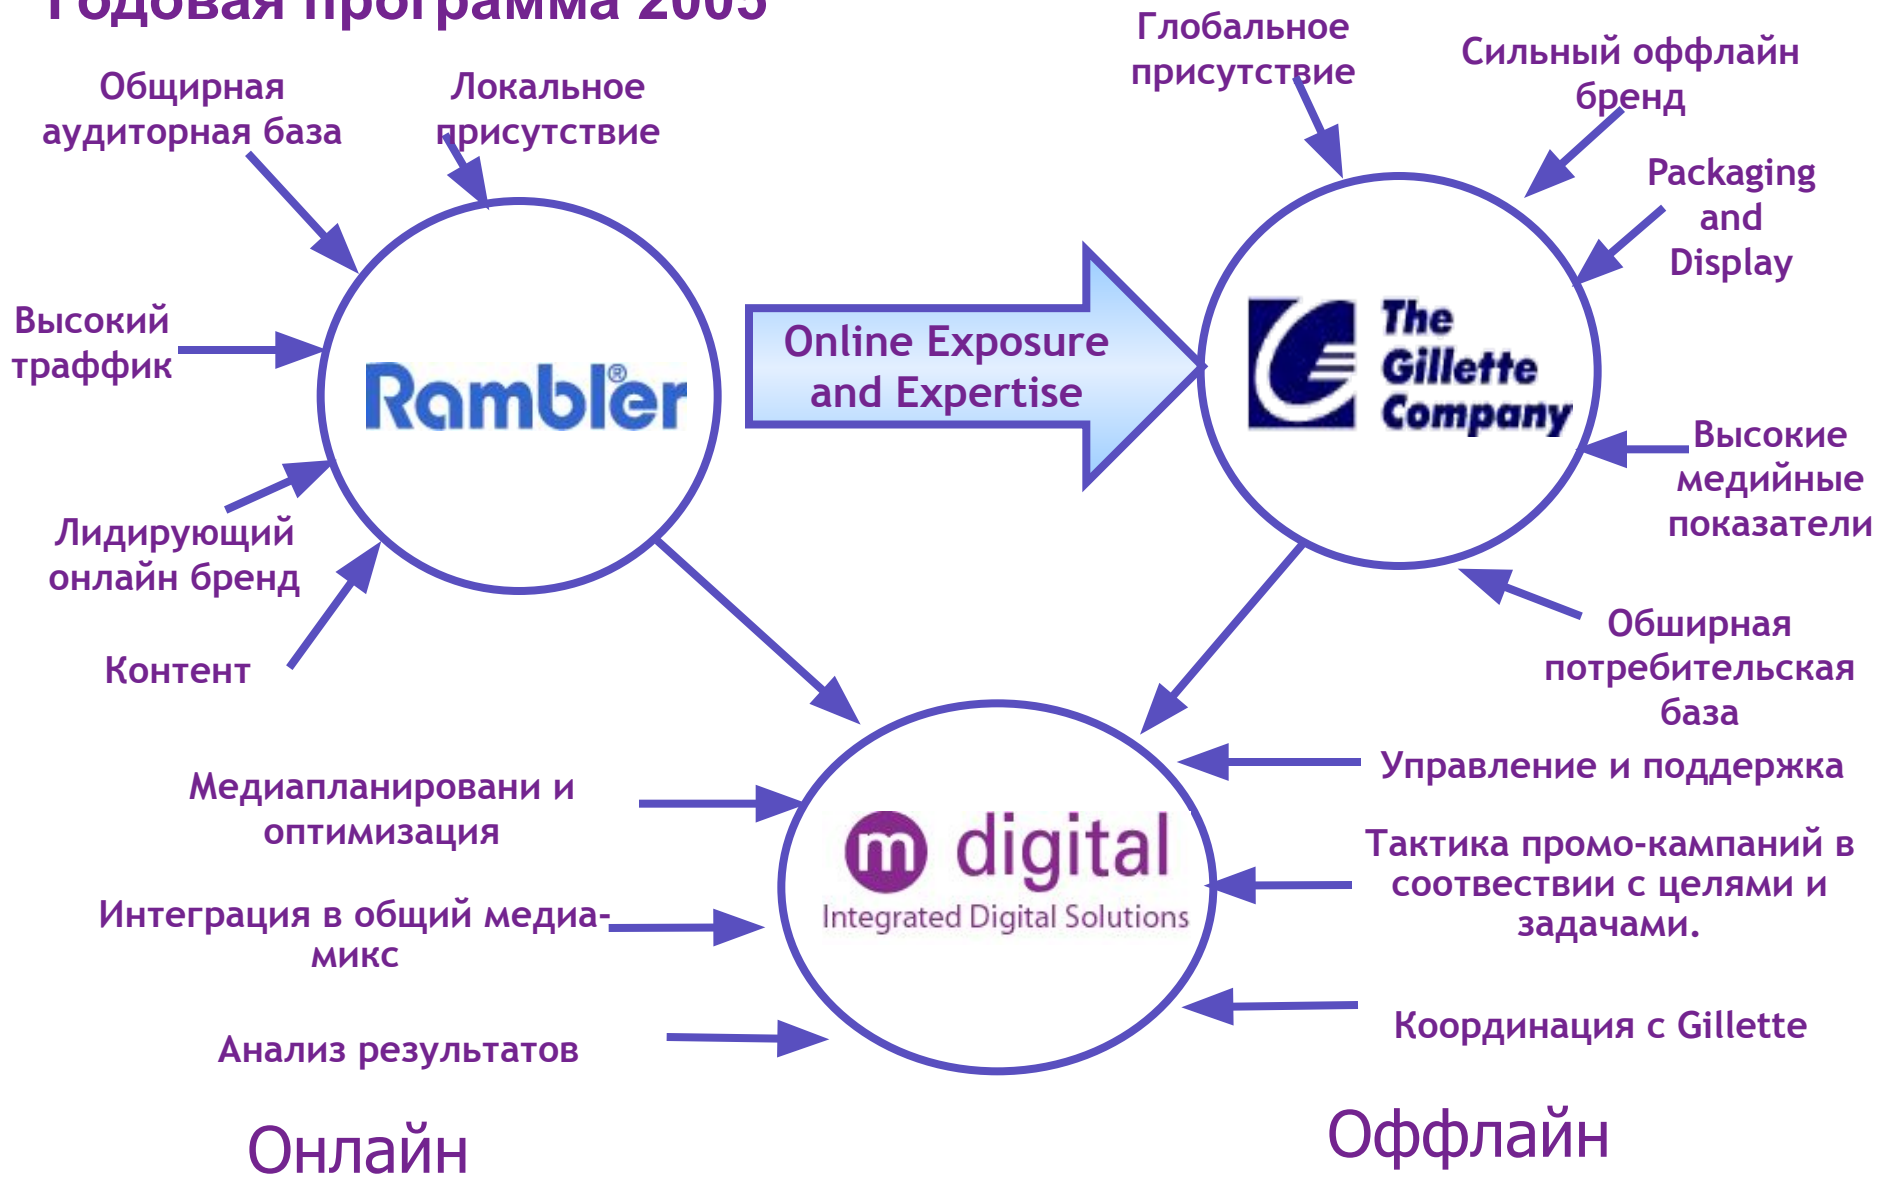 Годовая программа 2005
Общирная
аудиторная база
Локальное
присутствие
Глобальное
присутствие
Сильный оффлайн
бренд
Packaging
and
Display
Высокий
траффик
Rambler®
Online Exposure
and Expertise
The
Gillette
Company
Высокие
медийные
показатели
Лидирующий
онлайн бренд
Контент
Обширная
потребительская
база
Медиапланировани и
оптимизация
Интеграция в общий медиа-
микс
Анализ результатов
m digital
Integrated Digital Solutions
Управление и поддержка
Тактика промо-кампаний в
соотвествии с целями и
задачами.
Координация с Gillette
Онлайн
Оффлайн